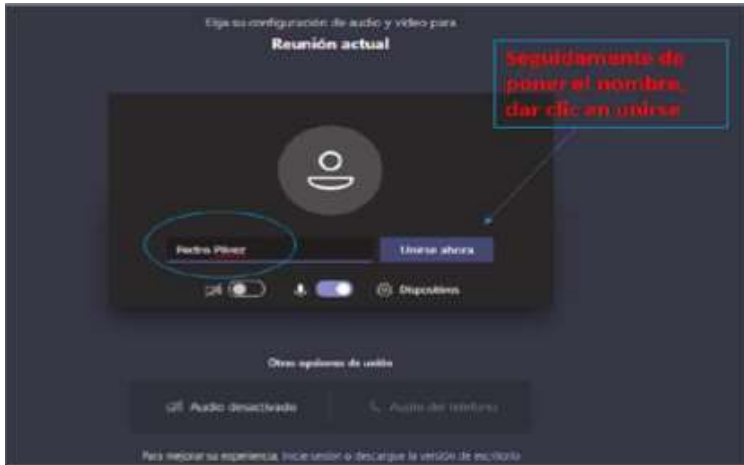 Elija su configuración de audio y vídeo para
Reunión actual
Seguidamente de
poner el nombre,
dar clic en unirse
Pedro Pérez
Unirse ahora
Dispositivos
Otras opciones de unión
Audio desactivado
Audio del teléfono
Para mejorar su experiencia, inicie sesión o descargue la versión de escritorio